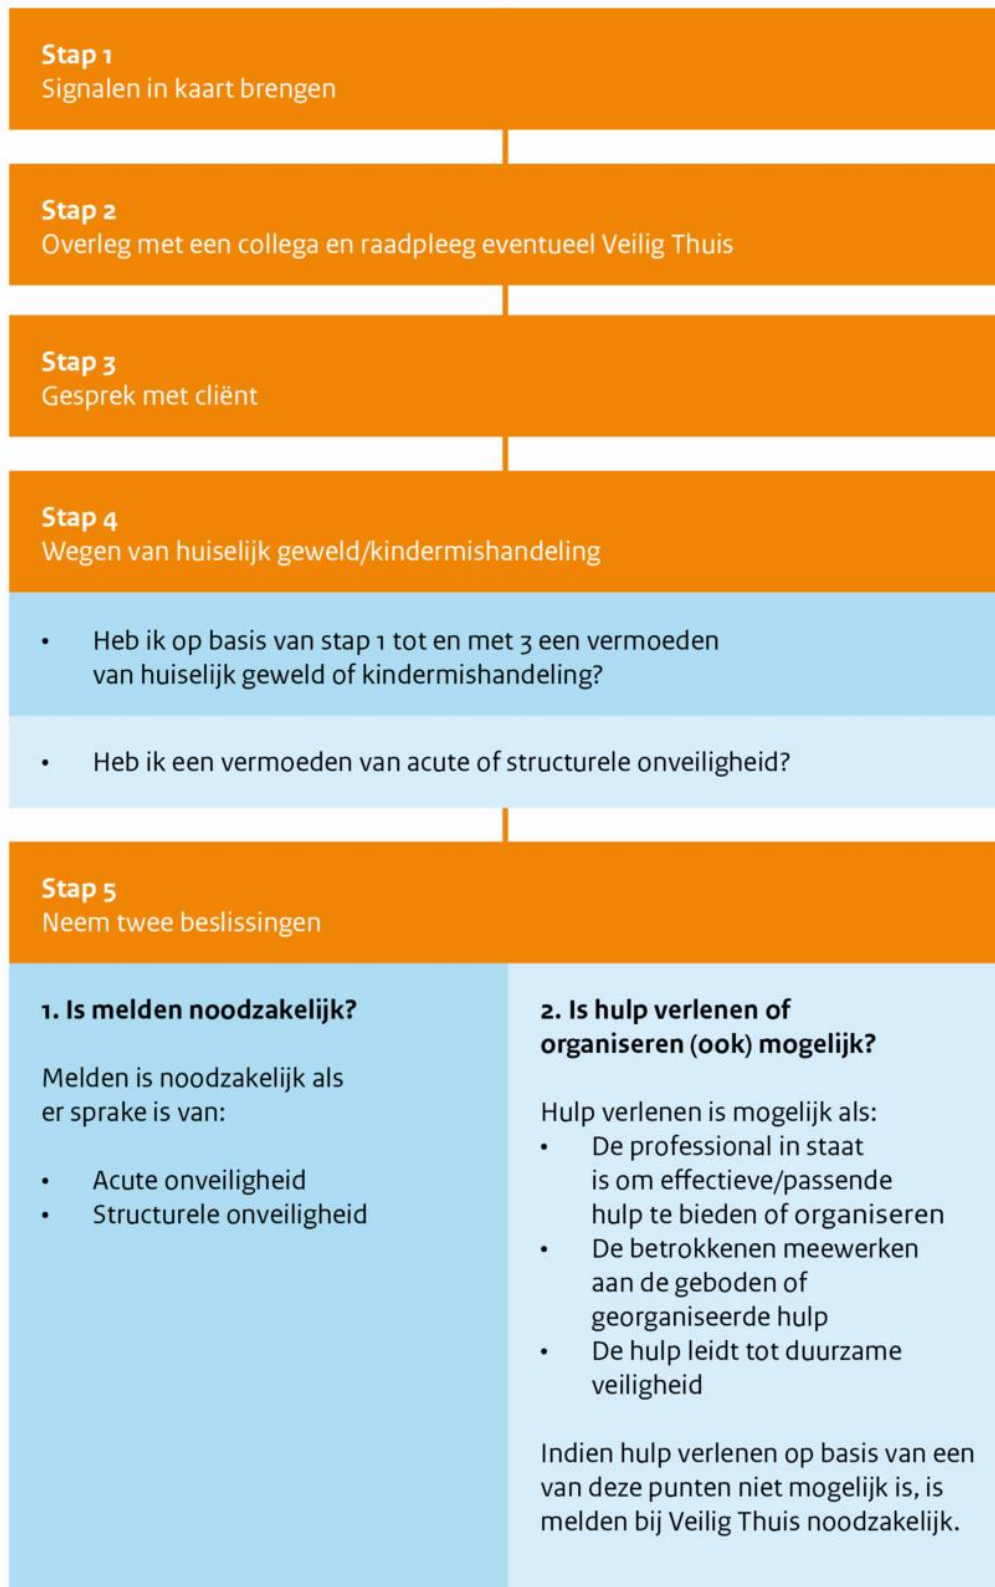 Stap 1
Signalen in kaart brengen
Stap 2
Overleg met een collega en raadpleeg eventueel Veilig Thuis
Stap 3
Gesprek met cliënt
Stap 4
Wegen van huiselijk geweld/kindermishandeling
• Heb ik op basis van stap 1 tot en met 3 een vermoeden
van huiselijk geweld of kindermishandeling?
• Heb ik een vermoeden van acute of structurele onveiligheid?
Stap 5
Neem twee beslissingen
1. Is melden noodzakelijk?
Melden is noodzakelijk als
er sprake is van:
• Acute onveiligheid
• Structurele onveiligheid
2. Is hulp verlenen of
organiseren (ook) mogelijk?
Hulp verlenen is mogelijk als:
• De professional in staat
is om effectieve/passende
hulp te bieden of organiseren
• De betrokkenen meewerken
aan de geboden of
georganiseerde hulp
• De hulp leidt tot duurzame
veiligheid
Indien hulp verlenen op basis van een
van deze punten niet mogelijk is, is
melden bij Veilig Thuis noodzakelijk.